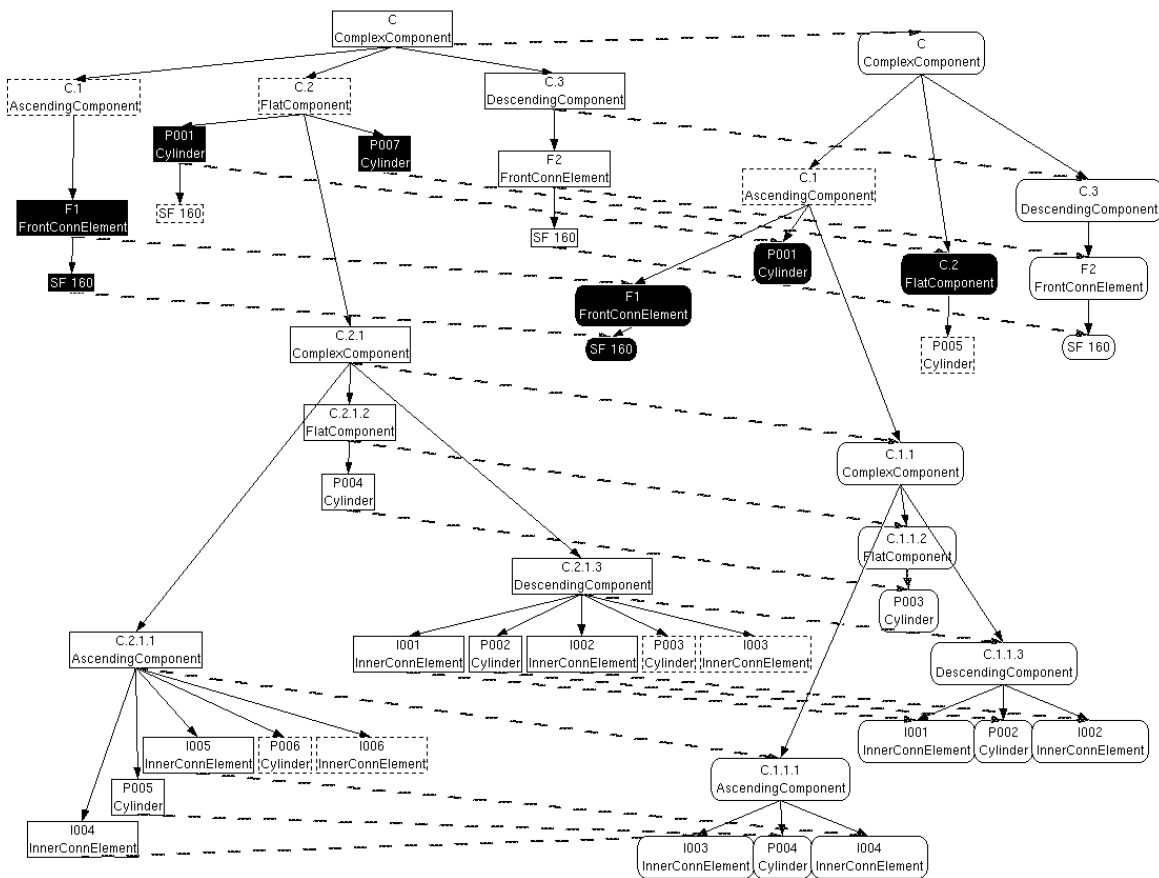 C
ComplexComponent
C
ComplexComponent
C.1
AscendingComponent
C.2
FlatComponent
C.3
DescendingComponent
P001
Cylinder
P007
Cylinder
F2
FrontConnElement
C.1
AscendingComponent
C.3
DescendingComponent
SF 160
F1
FrontConnElement
SF 160
P001
Cylinder
C.2
FlatComponent
F2
FrontConnElement
SF 160
F1
FrontConnElement
SF 160
P005
Cylinder
SF 160
C.2.1
ComplexComponent
C.2.1.2
FlatComponent
C.1.1
ComplexComponent
P004
Cylinder
C.1.1.2
FlatComponent
C.2.1.3
DescendingComponent
P003
Cylinder
C.2.1.1
AscendingComponent
I001
InnerConnElement
P002
Cylinder
I002
InnerConnElement
P003
Cylinder
I003
InnerConnElement
C.1.1.3
DescendingComponent
I005
InnerConnElement
P006
Cylinder
I006
InnerConnElement
I001
InnerConnElement
P002
Cylinder
I002
InnerConnElement
C.1.1.1
AscendingComponent
P005
Cylinder
I004
InnerConnElement
I003
InnerConnElement
P004
Cylinder
I004
InnerConnElement